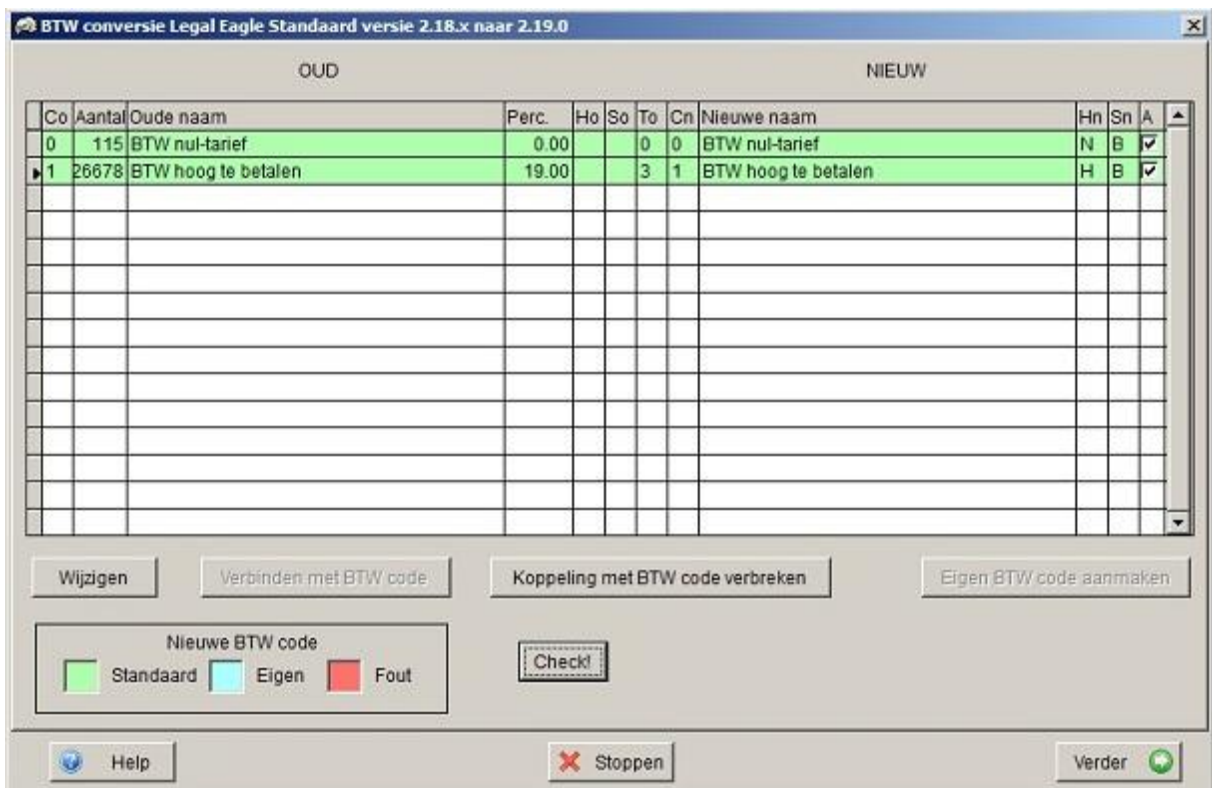 BTW conversie Legal Eagle Standaard versie 2.18.x naar 2.19.0
OUD NIEUW
Co Aantal Oude naam Perc. Ho So To Cn Nieuwe naam Hn Sn A
0 115 BTW nul-tarief 0.00 0 0 BTW nul-tarief N B
1 26678 BTW hoog te betalen 19.00 3 1 BTW hoog te betalen H B
Wijzigen Verbinden met BTW code Koppeling met BTW code verbreken Eigen BTW code aanmaken
Nieuwe BTW code
Standaard Eigen Fout
Check!
Help Stoppen Verder